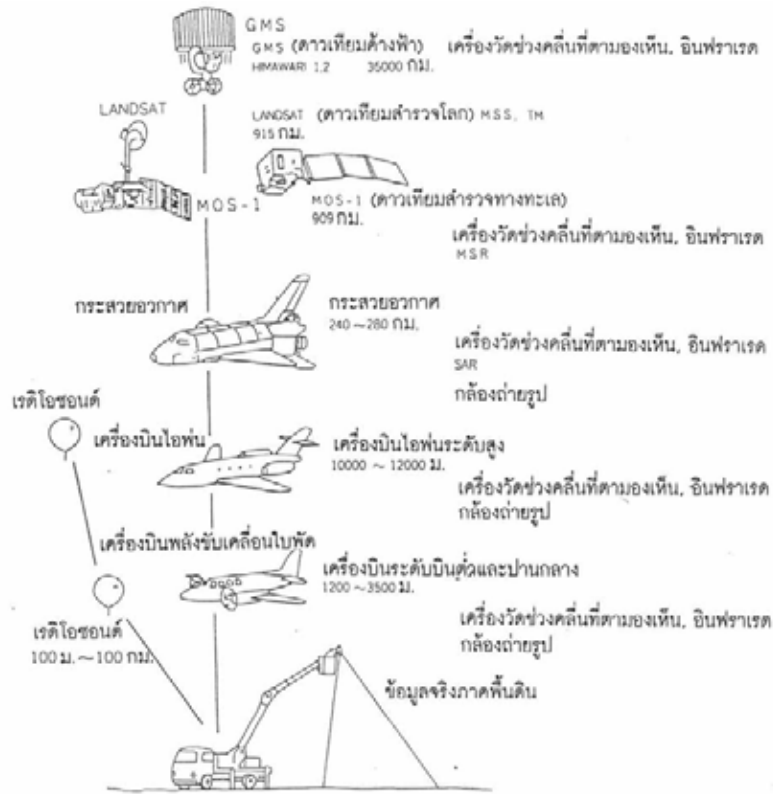 GMS
GMS (ดาวเทียมค้างฟ้า) เครื่องวัดช่วงคลื่นที่ตามองเห็น, อินฟราเรด
HIMAWARI 1,2 35000 กม.
LANDSAT
LANDSAT (ดาวเทียมสำรวจโลก) MSS, TM
915 กม.
MOS-1
MOS-1 (ดาวเทียมสำรวจทางทะเล)
909 กม.
เครื่องวัดช่วงคลื่นที่ตามองเห็น, อินฟราเรด
MSR
กระสวยอวกาศ
กระสวยอวกาศ
240~280 กม.
เครื่องวัดช่วงคลื่นที่ตามองเห็น, อินฟราเรด
SAR
กล้องถ่ายรูป
เรดิโอซอนด์
เครื่องบินไอพ่น
เครื่องบินไอพ่นระดับสูง
10000 ~ 12000 ม.
เครื่องวัดช่วงคลื่นที่ตามองเห็น, อินฟราเรด
กล้องถ่ายรูป
เครื่องบินพลังขับเคลื่อนใบพัด
เครื่องบินระดับบินต่ำและปานกลาง
1200 ~3500 ม.
เครื่องวัดช่วงคลื่นที่ตามองเห็น, อินฟราเรด
กล้องถ่ายรูป
เรดิโอซอนด์
100 ม. ~100 กม.
ข้อมูลจริงภาคพื้นดิน